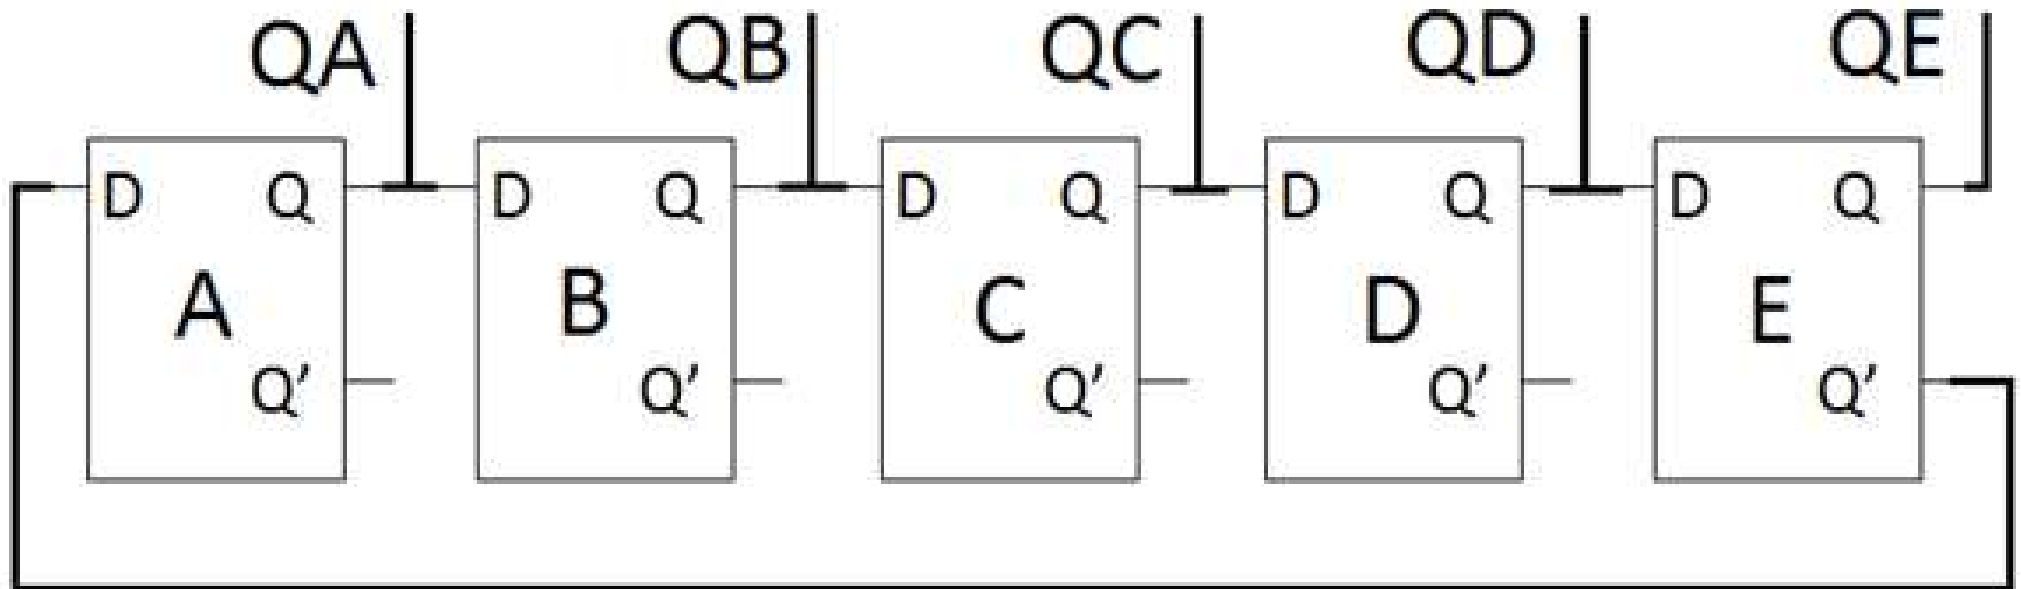 QA QB QC QD QE
D Q D Q D Q D Q D Q
A B C D E
Q' Q' Q' Q' Q'